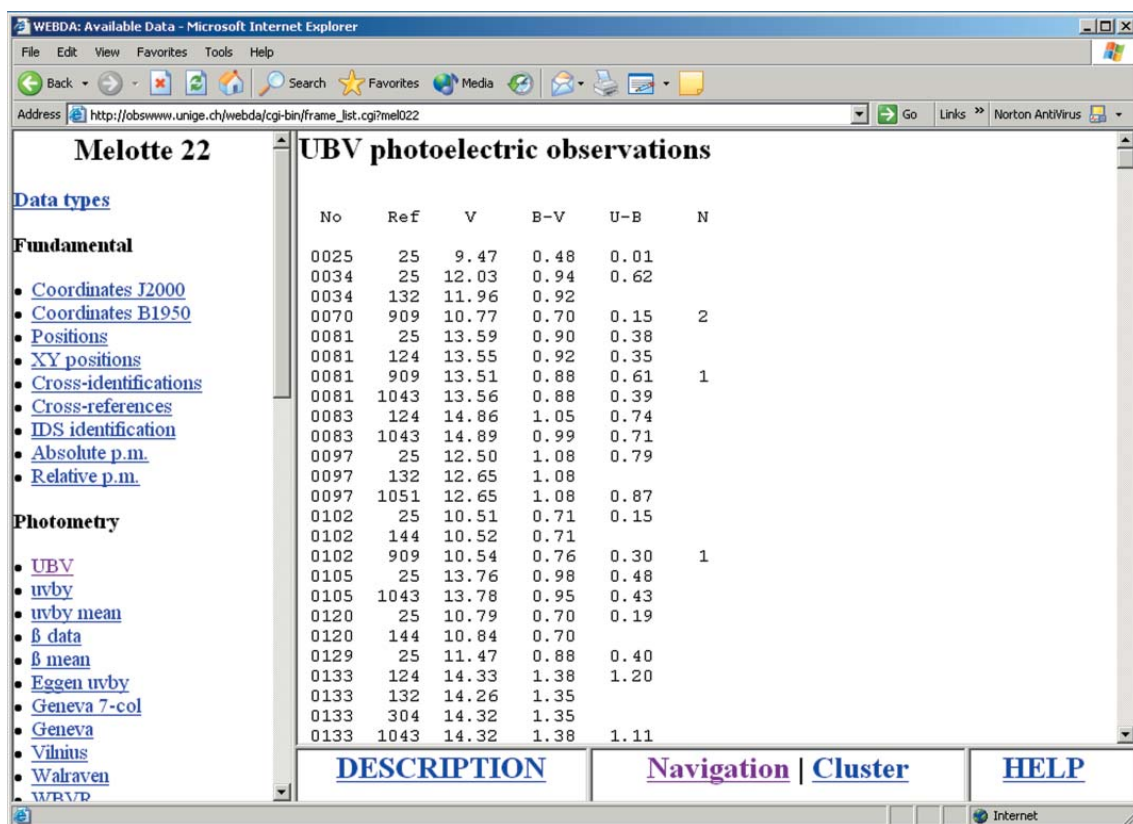 WEBDA: Available Data - Microsoft Internet Explorer
File Edit View Favorites Tools Help
Back Search Favorites Media
Address http://obswww.unige.ch/webda/cgi-bin/frame_list.cgi?mel022 Go Links » Norton AntiVirus
Melotte 22
Data types
Fundamental
Coordinates J2000
Coordinates B1950
Positions
XY positions
Cross-identifications
Cross-references
IDS identification
Absolute p.m.
Relative p.m.
Photometry
UBV
uvby
uvby mean
ß data
ß mean
Eggen uvby
Geneva 7-col
Geneva
Vilnius
Walraven
WBVR
UBV photoelectric observations
No Ref V B-V U-B N
0025 25 9.47 0.48 0.01
0034 25 12.03 0.94 0.62
0034 132 11.96 0.92
0070 909 10.77 0.70 0.15 2
0081 25 13.59 0.90 0.38
0081 124 13.55 0.92 0.35
0081 909 13.51 0.88 0.61 1
0081 1043 13.56 0.88 0.39
0083 124 14.86 1.05 0.74
0083 1043 14.89 0.99 0.71
0097 25 12.50 1.08 0.79
0097 132 12.65 1.08
0097 1051 12.65 1.08 0.87
0102 25 10.51 0.71 0.15
0102 144 10.52 0.71
0102 909 10.54 0.76 0.30 1
0105 25 13.76 0.98 0.48
0105 1043 13.78 0.95 0.43
0120 25 10.79 0.70 0.19
0120 144 10.84 0.70
0129 25 11.47 0.88 0.40
0133 124 14.33 1.38 1.20
0133 132 14.26 1.35
0133 304 14.32 1.35
0133 1043 14.32 1.38 1.11
DESCRIPTION Navigation | Cluster HELP
Internet